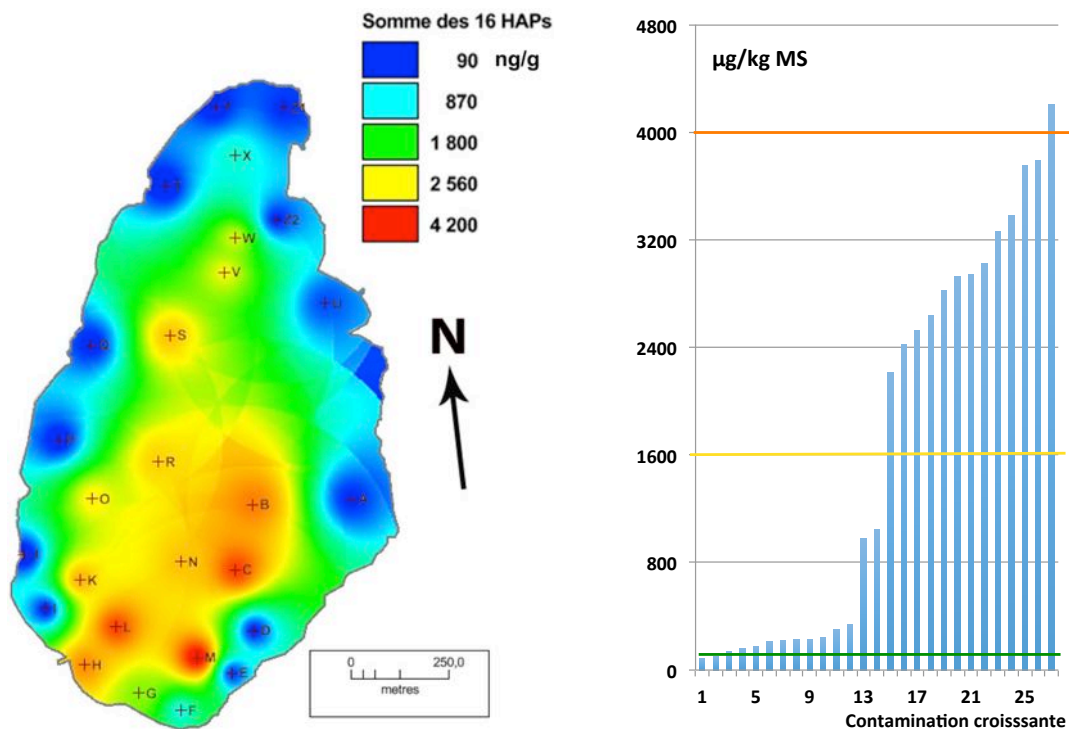 Somme des 16 HAPs
90 ng/g
870
1 800
2 560
4 200
X
W
V
U
S
R
O
B
N
C
K
L
D
M
H
E
G
F
N
0 250,0
metres
µg/kg MS
4800
4000
3200
2400
1600
800
0
1 5 9 13 17 21 25
Contamination croisssante